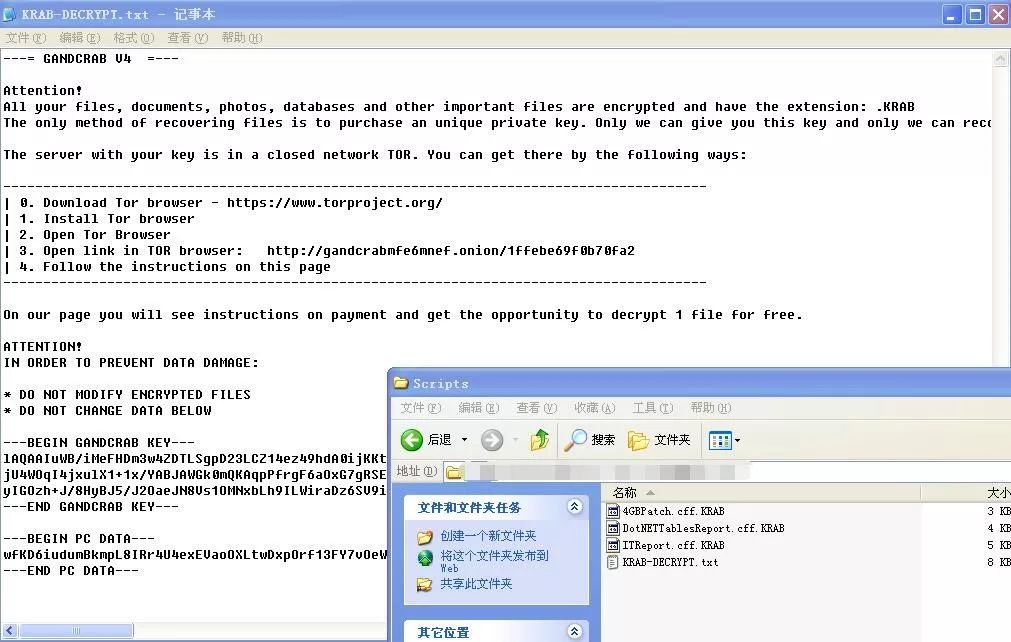 KRAB-DECRYPT.txt - 记事本
文件(F) 编辑(E) 格式(O) 查看(V) 帮助(H)
---= GANDCRAB V4 =---
Attention!
All your files, documents, photos, databases and other important files are encrypted and have the extension: .KRAB
The only method of recovering files is to purchase an unique private key. Only we can give you this key and only we can reco
The server with your key is in a closed network TOR. You can get there by the following ways:
----------------------------------------------------------------------------------------
| 0. Download Tor browser - https://www.torproject.org/
| 1. Install Tor browser
| 2. Open Tor Browser
| 3. Open link in TOR browser: http://gandcrabmfe6mnef.onion/1ffebe69f0b70fa2
| 4. Follow the instructions on this page
----------------------------------------------------------------------------------------
On our page you will see instructions on payment and get the opportunity to decrypt 1 file for free.
ATTENTION!
IN ORDER TO PREVENT DATA DAMAGE:
* DO NOT MODIFY ENCRYPTED FILES
* DO NOT CHANGE DATA BELOW
---BEGIN GANDCRAB KEY---
lAQAAIuWB/iMeFHDm3w4ZDTLSgpD23LCZ14ez49hdA0ijKKt
jU4WOqI4jxulX1+1x/YABJAWGk0mQKAqpPfrgF6aOxG7gRSE
yIGOzh+J/8HyBJ5/J2OaeJN8Vs1OMNxbLh9ILWiraDz6SV9i
---END GANDCRAB KEY---
---BEGIN PC DATA---
wfKD6iudumBkmpL8IRr4U4exEVaoOXLtwDxpOrf13FY7vOeW
---END PC DATA---
Scripts
文件(F) 编辑(E) 查看(V) 收藏(A) 工具(T) 帮助(H)
后退 搜索 文件夹
地址(D)
文件和文件夹任务
创建一个新文件夹
将这个文件夹发布到
Web
共享此文件夹
其它位置
名称 大小
4GBPatch.cff.KRAB 3 KB
DotNETTablesReport.cff.KRAB 4 KB
ITReport.cff.KRAB 5 KB
KRAB-DECRYPT.txt 8 KB